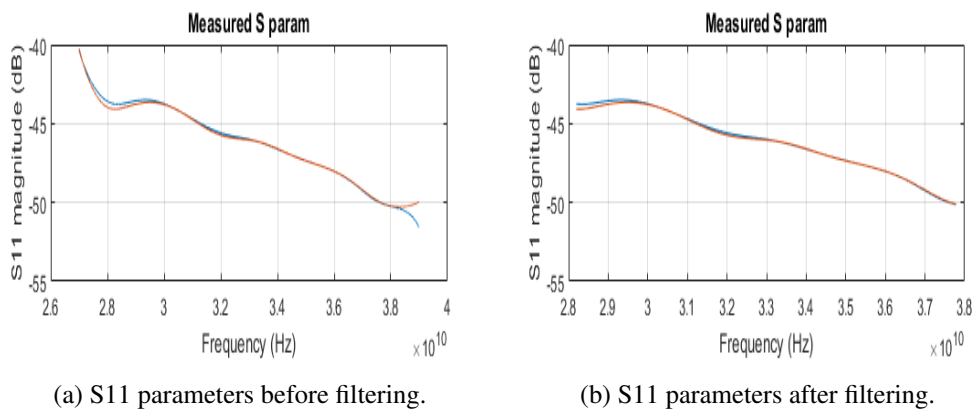 Measured S param
S11 magnitude (dB)
-40
-45
-50
-55
2.6 2.8 3 3.2 3.4 3.6 3.8 4
Frequency (Hz)
×10^10
(a) S11 parameters before filtering.
Measured S param
S11 magnitude (dB)
-40
-45
-50
-55
2.8 2.9 3 3.1 3.2 3.3 3.4 3.5 3.6 3.7 3.8
Frequency (Hz)
×10^10
(b) S11 parameters after filtering.